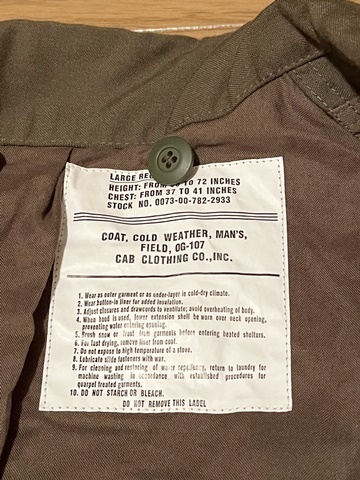 LARGE RE
HEIGHT: FROM TO 72 INCHES
CHEST: FROM 37 TO 41 INCHES
STOCK NO. 0073-00-782-2933
COAT, COLD WEATHER, MAN'S,
FIELD, OG-107
CAB CLOTHING CO.,INC.
1. Wear as outer garment or as under-layer in cold-dry climate.
2. Wear button-in liner for added insulation.
3. Adjust closures and drawcords to ventilate; avoid overheating of body.
4. When hood is used, lower extension shell be worn over neck opening,
preventing water entering opening.
5. Brush snow or frost from garments before entering heated shelters.
6. For fast drying, remove liner from coat.
7. Do not expose to high temperature of a stove.
8. Lubricate slide fasteners with wax.
9. For cleaning and restoring of water repellency, return to laundry for
machine washing in accordance with established procedures for
quarpel treated garments.
10. DO NOT STARCH OR BLEACH.
DO NOT REMOVE THIS LABEL